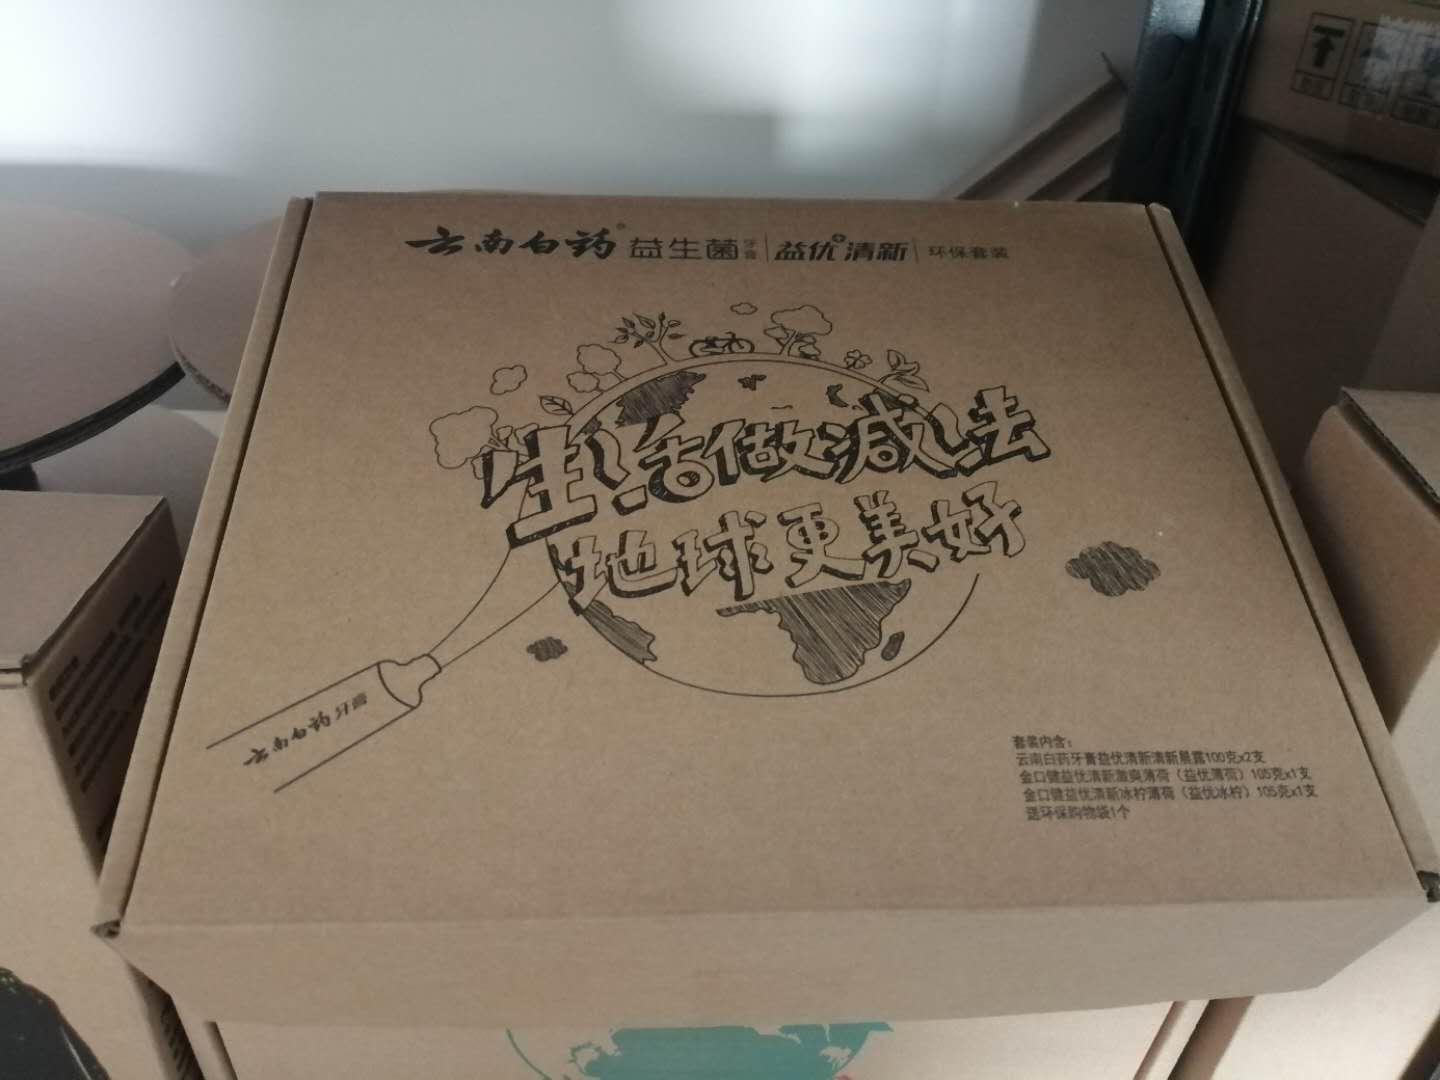 云南白药® 益生菌牙膏 | 益优清新 | 环保套装
生活做减法
地球更美好
云南白药牙膏
套装内含：
云南白药牙膏益优清新清新晨露100克x2支
金口健益优清新激爽薄荷（益优薄荷）105克x1支
金口健益优清新冰柠薄荷（益优冰柠）105克x1支
送环保购物袋1个